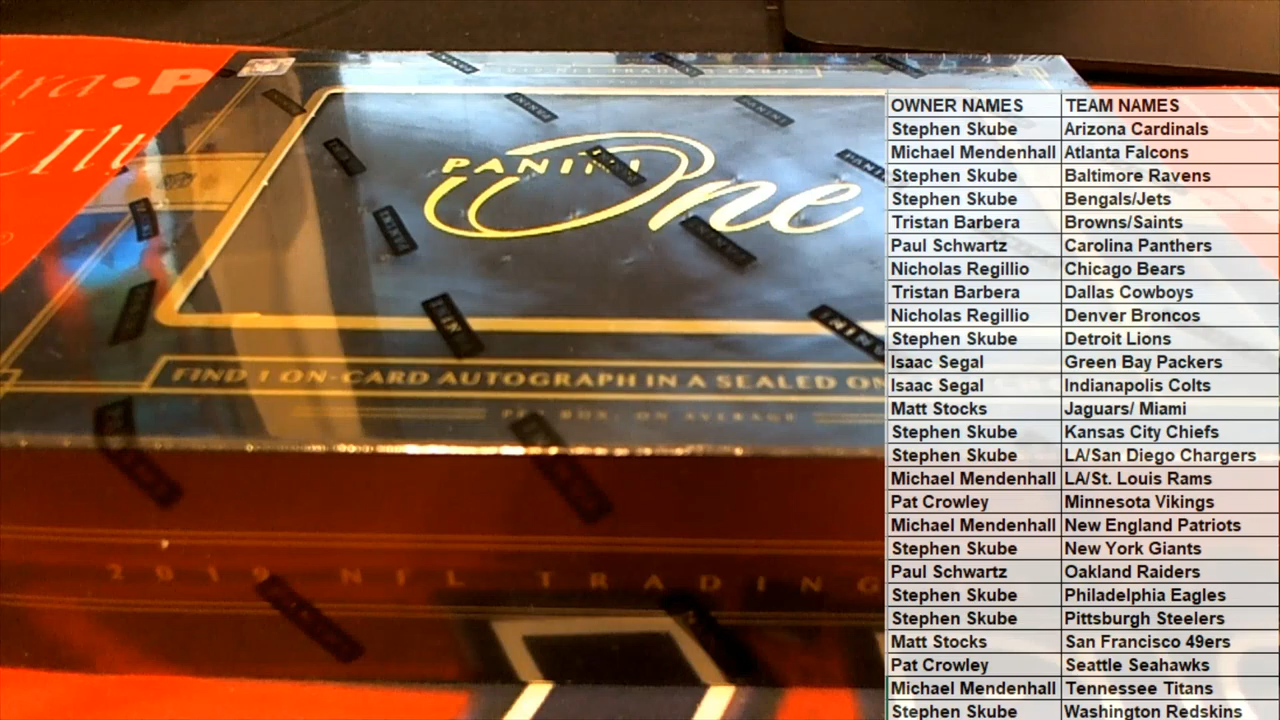 PANINI
One
FIND 1 ON-CARD AUTOGRAPH IN A SEALED ON
PER BOX, ON AVERAGE
2019 NFL TRADING
OWNER NAMES TEAM NAMES
Stephen Skube Arizona Cardinals
Michael Mendenhall Atlanta Falcons
Stephen Skube Baltimore Ravens
Stephen Skube Bengals/Jets
Tristan Barbera Browns/Saints
Paul Schwartz Carolina Panthers
Nicholas Regillio Chicago Bears
Tristan Barbera Dallas Cowboys
Nicholas Regillio Denver Broncos
Stephen Skube Detroit Lions
Isaac Segal Green Bay Packers
Isaac Segal Indianapolis Colts
Matt Stocks Jaguars/ Miami
Stephen Skube Kansas City Chiefs
Stephen Skube LA/San Diego Chargers
Michael Mendenhall LA/St. Louis Rams
Pat Crowley Minnesota Vikings
Michael Mendenhall New England Patriots
Stephen Skube New York Giants
Paul Schwartz Oakland Raiders
Stephen Skube Philadelphia Eagles
Stephen Skube Pittsburgh Steelers
Matt Stocks San Francisco 49ers
Pat Crowley Seattle Seahawks
Michael Mendenhall Tennessee Titans
Stephen Skube Washington Redskins